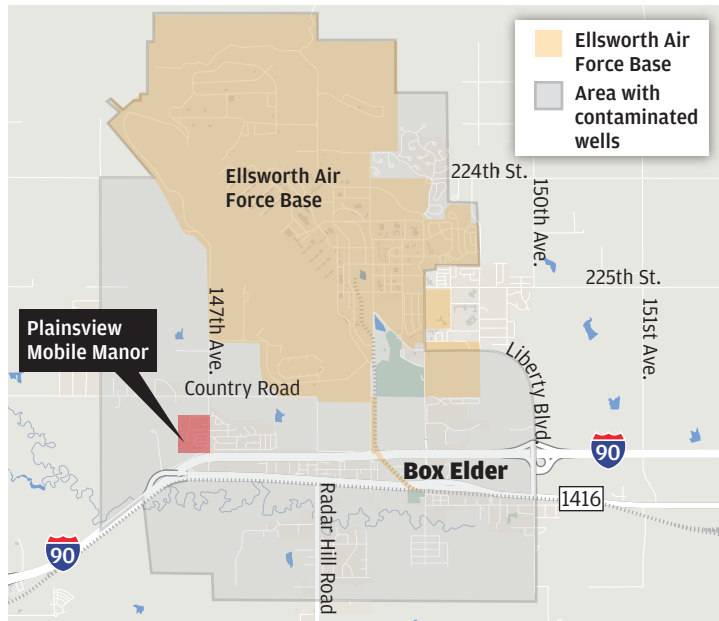 Ellsworth Air
Force Base
Area with
contaminated
wells
Ellsworth Air
Force Base
224th St.
150th Ave.
225th St.
151st Ave.
147th Ave.
Plainsview
Mobile Manor
Country Road
Liberty Blvd.
Box Elder
90
1416
Radar Hill Road
90